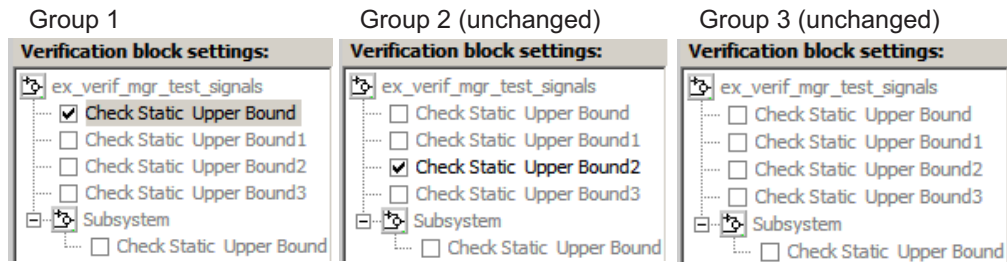 Group 1
Verification block settings:
ex_verif_mgr_test_signals
Check Static Upper Bound
Check Static Upper Bound1
Check Static Upper Bound2
Check Static Upper Bound3
Subsystem
Check Static Upper Bound
Group 2 (unchanged)
Verification block settings:
ex_verif_mgr_test_signals
Check Static Upper Bound
Check Static Upper Bound1
Check Static Upper Bound2
Check Static Upper Bound3
Subsystem
Check Static Upper Bound
Group 3 (unchanged)
Verification block settings:
ex_verif_mgr_test_signals
Check Static Upper Bound
Check Static Upper Bound1
Check Static Upper Bound2
Check Static Upper Bound3
Subsystem
Check Static Upper Bound